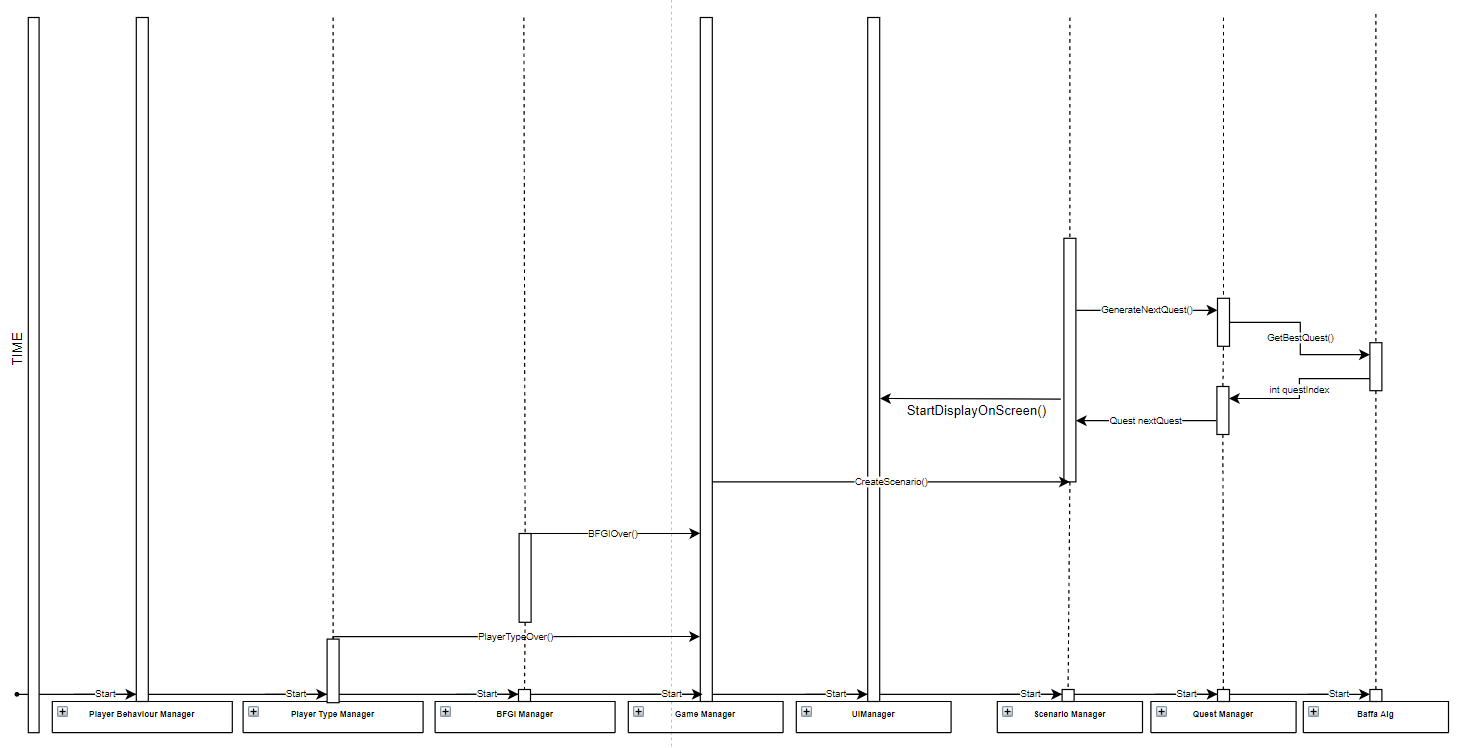 GenerateNextQuest()
GetBestQuest()
TIME
int questIndex
StartDisplayOnScreen()
Quest nextQuest
CreateScenario()
BFGIOver()
PlayerTypeOver()
Start Start Start Start Start Start Start Start
Player Behaviour Manager Player Type Manager BFGI Manager Game Manager UIManager Scenario Manager Quest Manager Baffa Alg